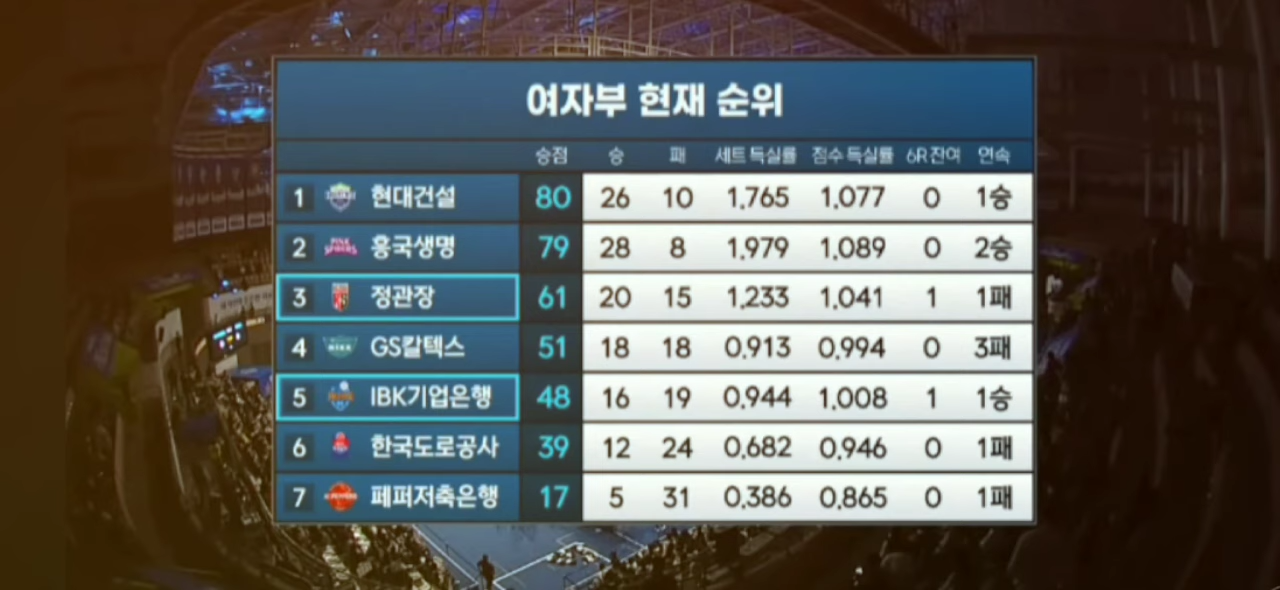 여자부 현재 순위
승점 승 패 세트 득실률 점수 득실률 6R 잔여 연속
1 현대건설 80 26 10 1.765 1.077 0 1승
2 흥국생명 79 28 8 1.979 1.089 0 2승
3 정관장 61 20 15 1.233 1.041 1 1패
4 GS칼텍스 51 18 18 0.913 0.994 0 3패
5 IBK기업은행 48 16 19 0.944 1.008 1 1승
6 한국도로공사 39 12 24 0.682 0.946 0 1패
7 페퍼저축은행 17 5 31 0.386 0.865 0 1패